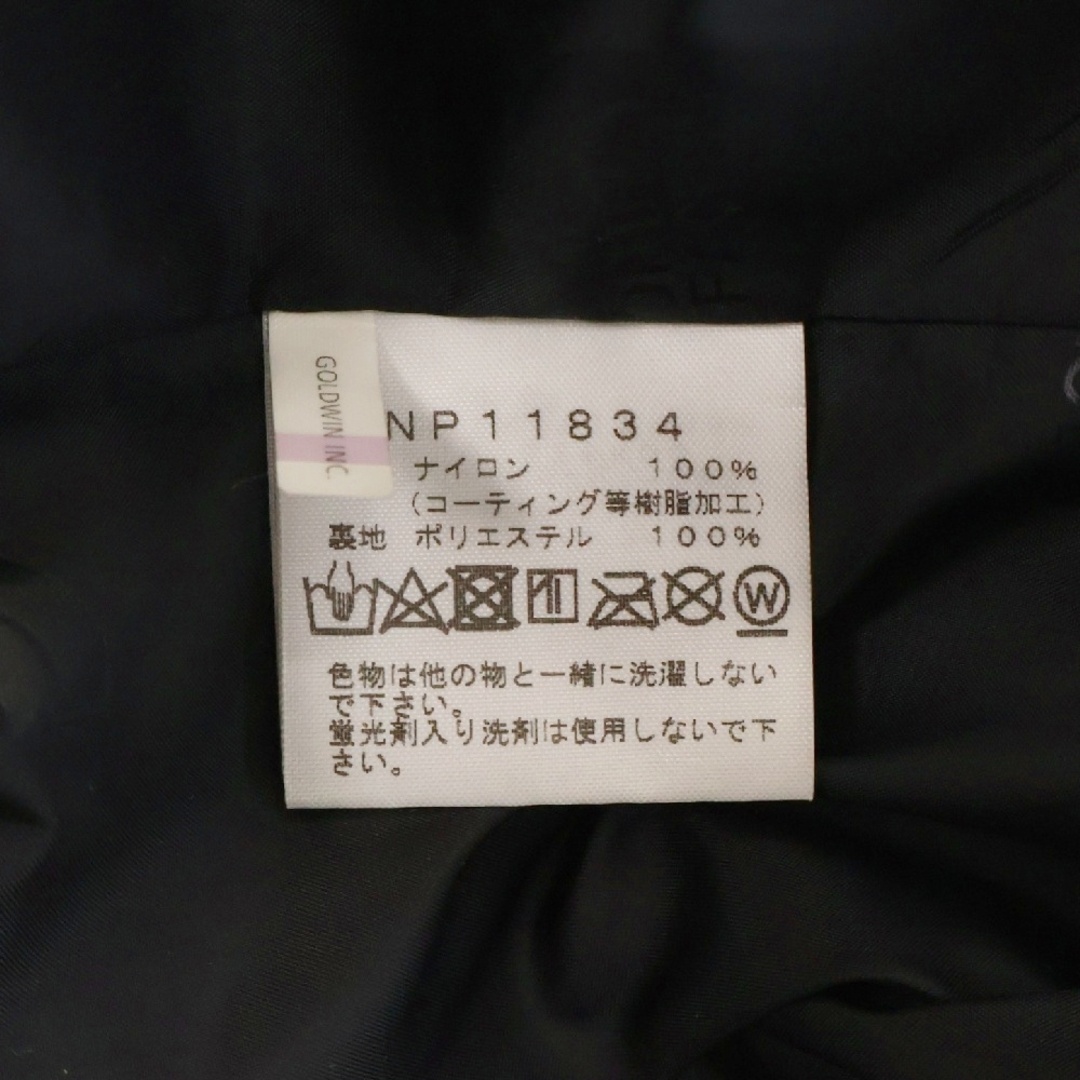 GOLDWIN INC.
NP11834
ナイロン 100%
（コーティング等樹脂加工）
裏地 ポリエステル 100%
W
色物は他の物と一緒に洗濯しない
で下さい。
蛍光剤入り洗剤は使用しないで下
さい。